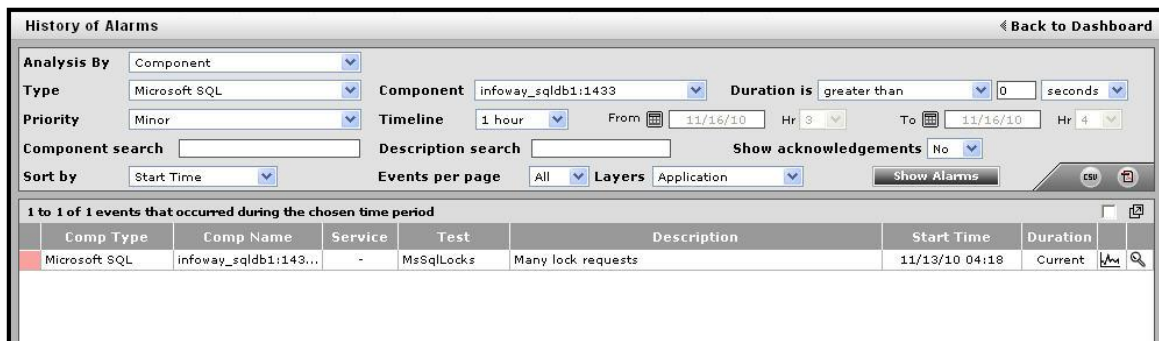 History of Alarms Back to Dashboard
Analysis By Component
Type Microsoft SQL Component infoway_sqldb1:1433 Duration is greater than 0 seconds
Priority Minor Timeline 1 hour From 11/16/10 Hr 3 To 11/16/10 Hr 4
Component search Description search Show acknowledgements No
Sort by Start Time Events per page All Layers Application Show Alarms CSV
1 to 1 of 1 events that occurred during the chosen time period
Comp Type Comp Name Service Test Description Start Time Duration
Microsoft SQL infoway_sqldb1:143... - MsSqlLocks Many lock requests 11/13/10 04:18 Current